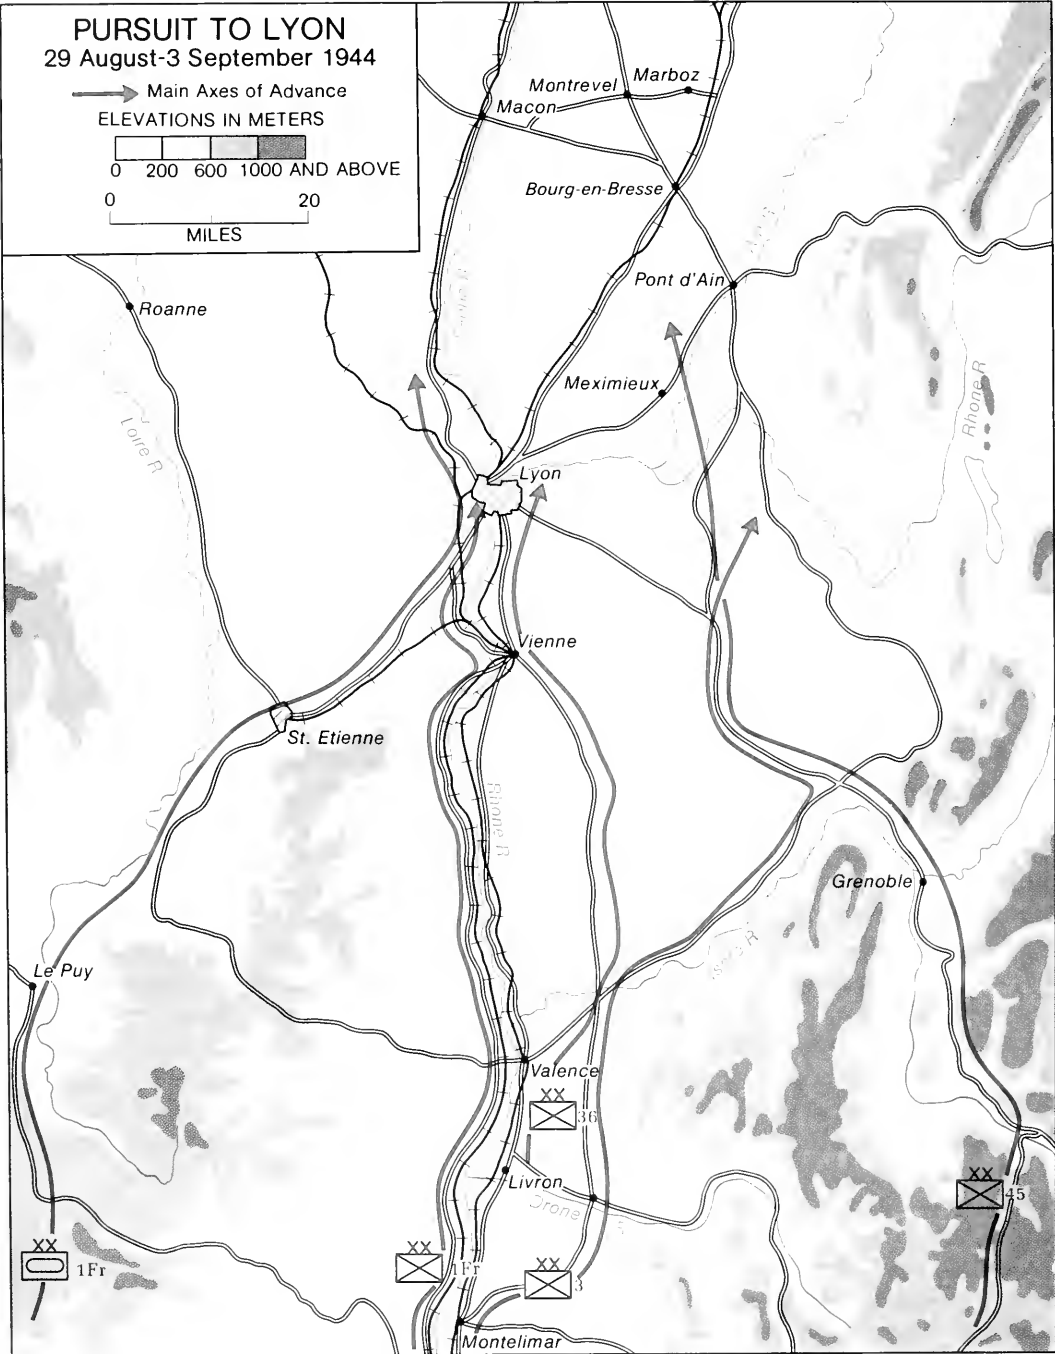 PURSUIT TO LYON
29 August-3 September 1944
Main Axes of Advance
ELEVATIONS IN METERS
0 200 600 1000 AND ABOVE
0 20
MILES
Montrevel
Marboz
Macon
Bourg-en-Bresse
Pont d'Ain
Roanne
Meximieux
Loire R
Rhone R
Lyon
Vienne
St. Etienne
Rhone R
Grenoble
Isere R
Le Puy
Valence
XX
36
Livron
Drone
XX
45
XX
1Fr
XX
1Fr
XX
3
Montelimar